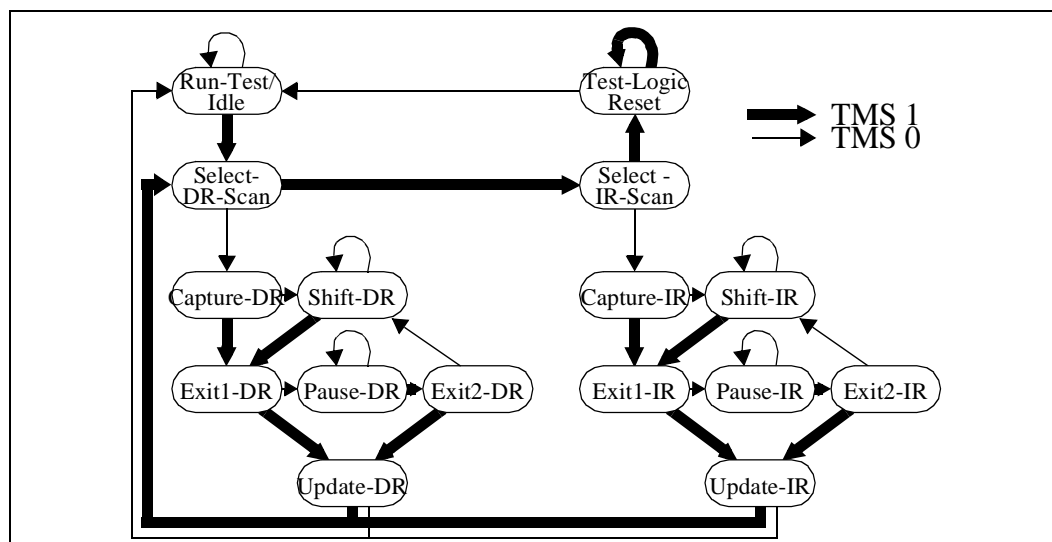 Run-Test/
Idle
Test-Logic
Reset
TMS 1
TMS 0
Select-
DR-Scan
Select -
IR-Scan
Capture-DR
Shift-DR
Capture-IR
Shift-IR
Exit1-DR
Pause-DR
Exit2-DR
Exit1-IR
Pause-IR
Exit2-IR
Update-DR
Update-IR